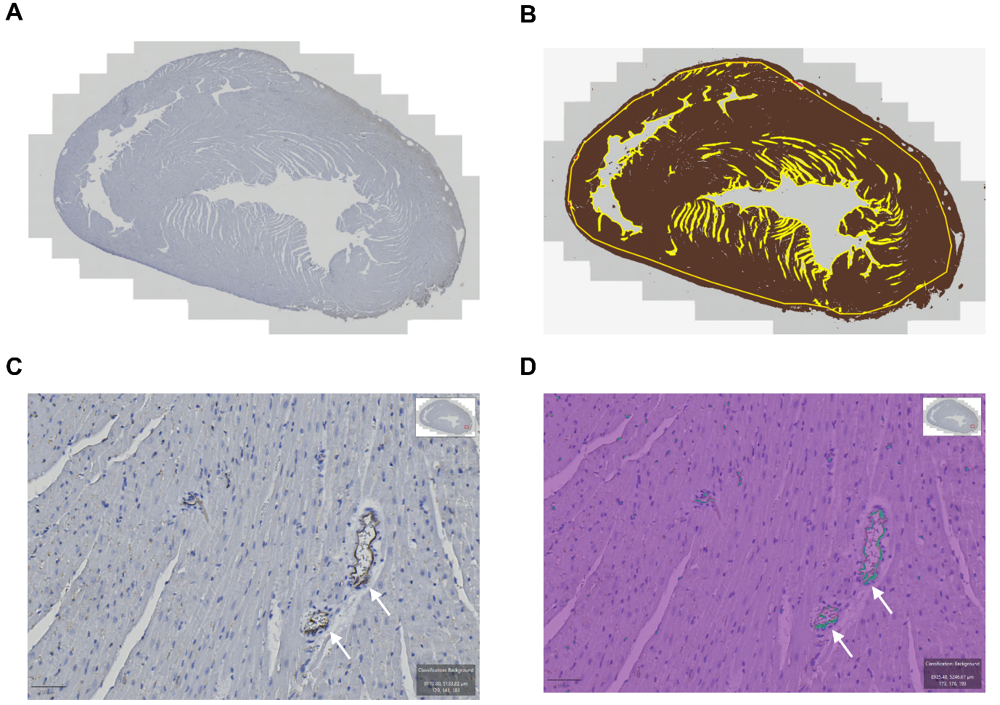 A
B
C
D
Classification: Background
9170.80, 5133.82 µm
129, 141, 181
Classification: Background
8925.48, 5246.67 µm
173, 176, 193